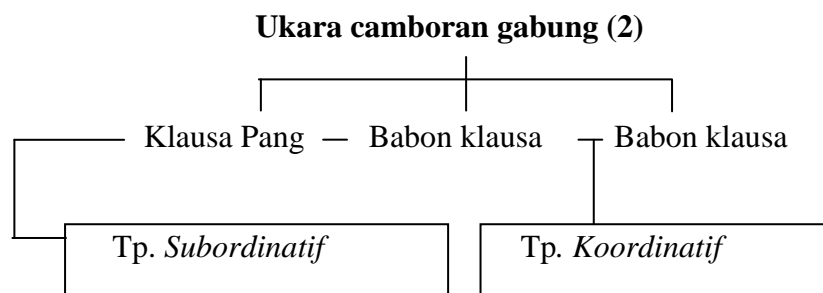 Ukara camboran gabung (2)
Klausa Pang Babon klausa Babon klausa
Tp. Subordinatif Tp. Koordinatif